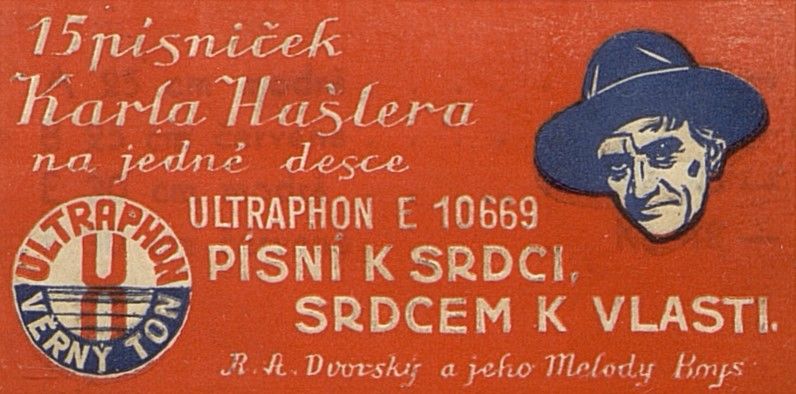 15 písniček
Karla Hašlera
na jedné desce
ULTRAPHON E 10669
PÍSNÍ K SRDCI,
SRDCEM K VLASTI.
R. A. Dvorský a jeho Melody Boys
ULTRAPHON
U
VĚRNÝ TON